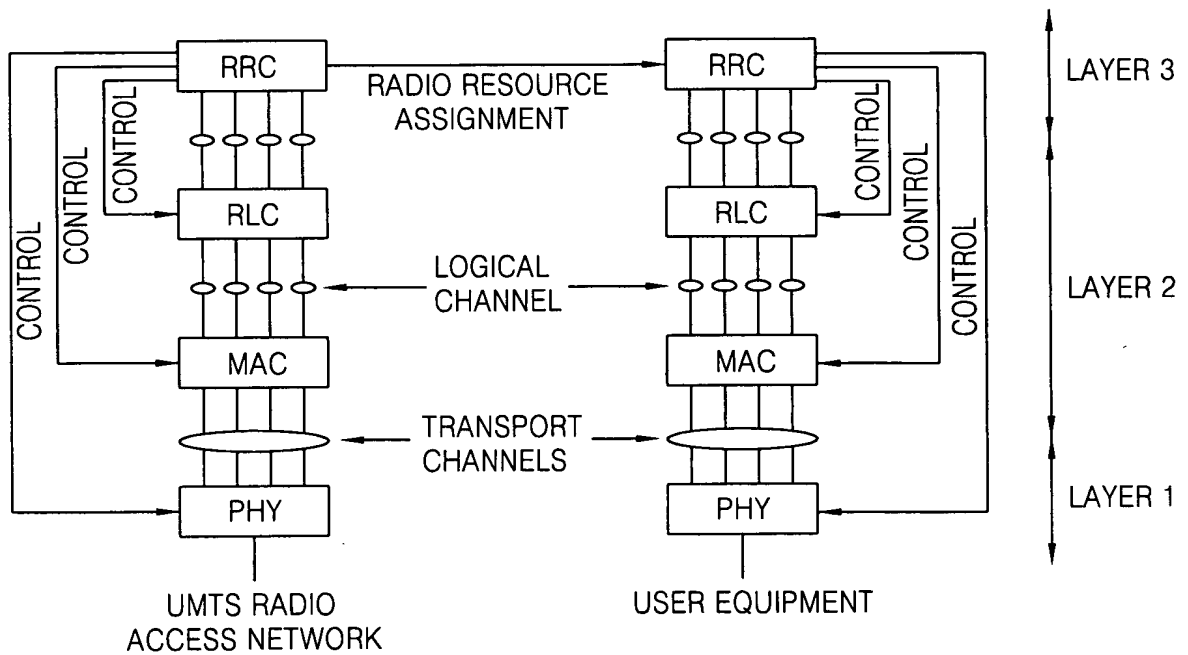 RRC
RADIO RESOURCE
ASSIGNMENT
RRC
LAYER 3
CONTROL
CONTROL
CONTROL
RLC
CONTROL
CONTROL
CONTROL
RLC
LOGICAL
CHANNEL
LAYER 2
MAC
MAC
TRANSPORT
CHANNELS
PHY
PHY
LAYER 1
UMTS RADIO
ACCESS NETWORK
USER EQUIPMENT